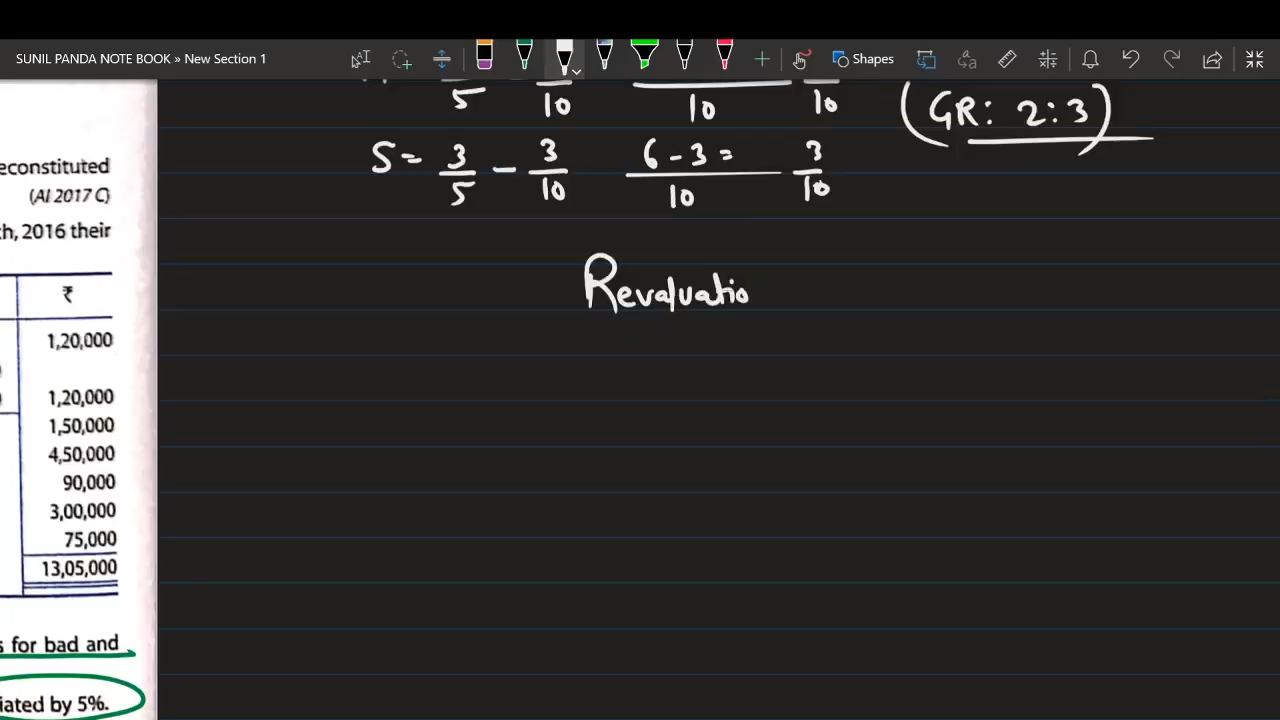 SUNIL PANDA NOTE BOOK » New Section 1
Shapes
5 10 10 10
(GR: 2:3)
S = 3/5 - 3/10 6-3 =/10 3/10
Revaluatio
econstituted
(AI 2017 C)
th, 2016 their
₹
1,20,000
1,20,000
1,50,000
4,50,000
90,000
3,00,000
75,000
13,05,000
s for bad and
iated by 5%.